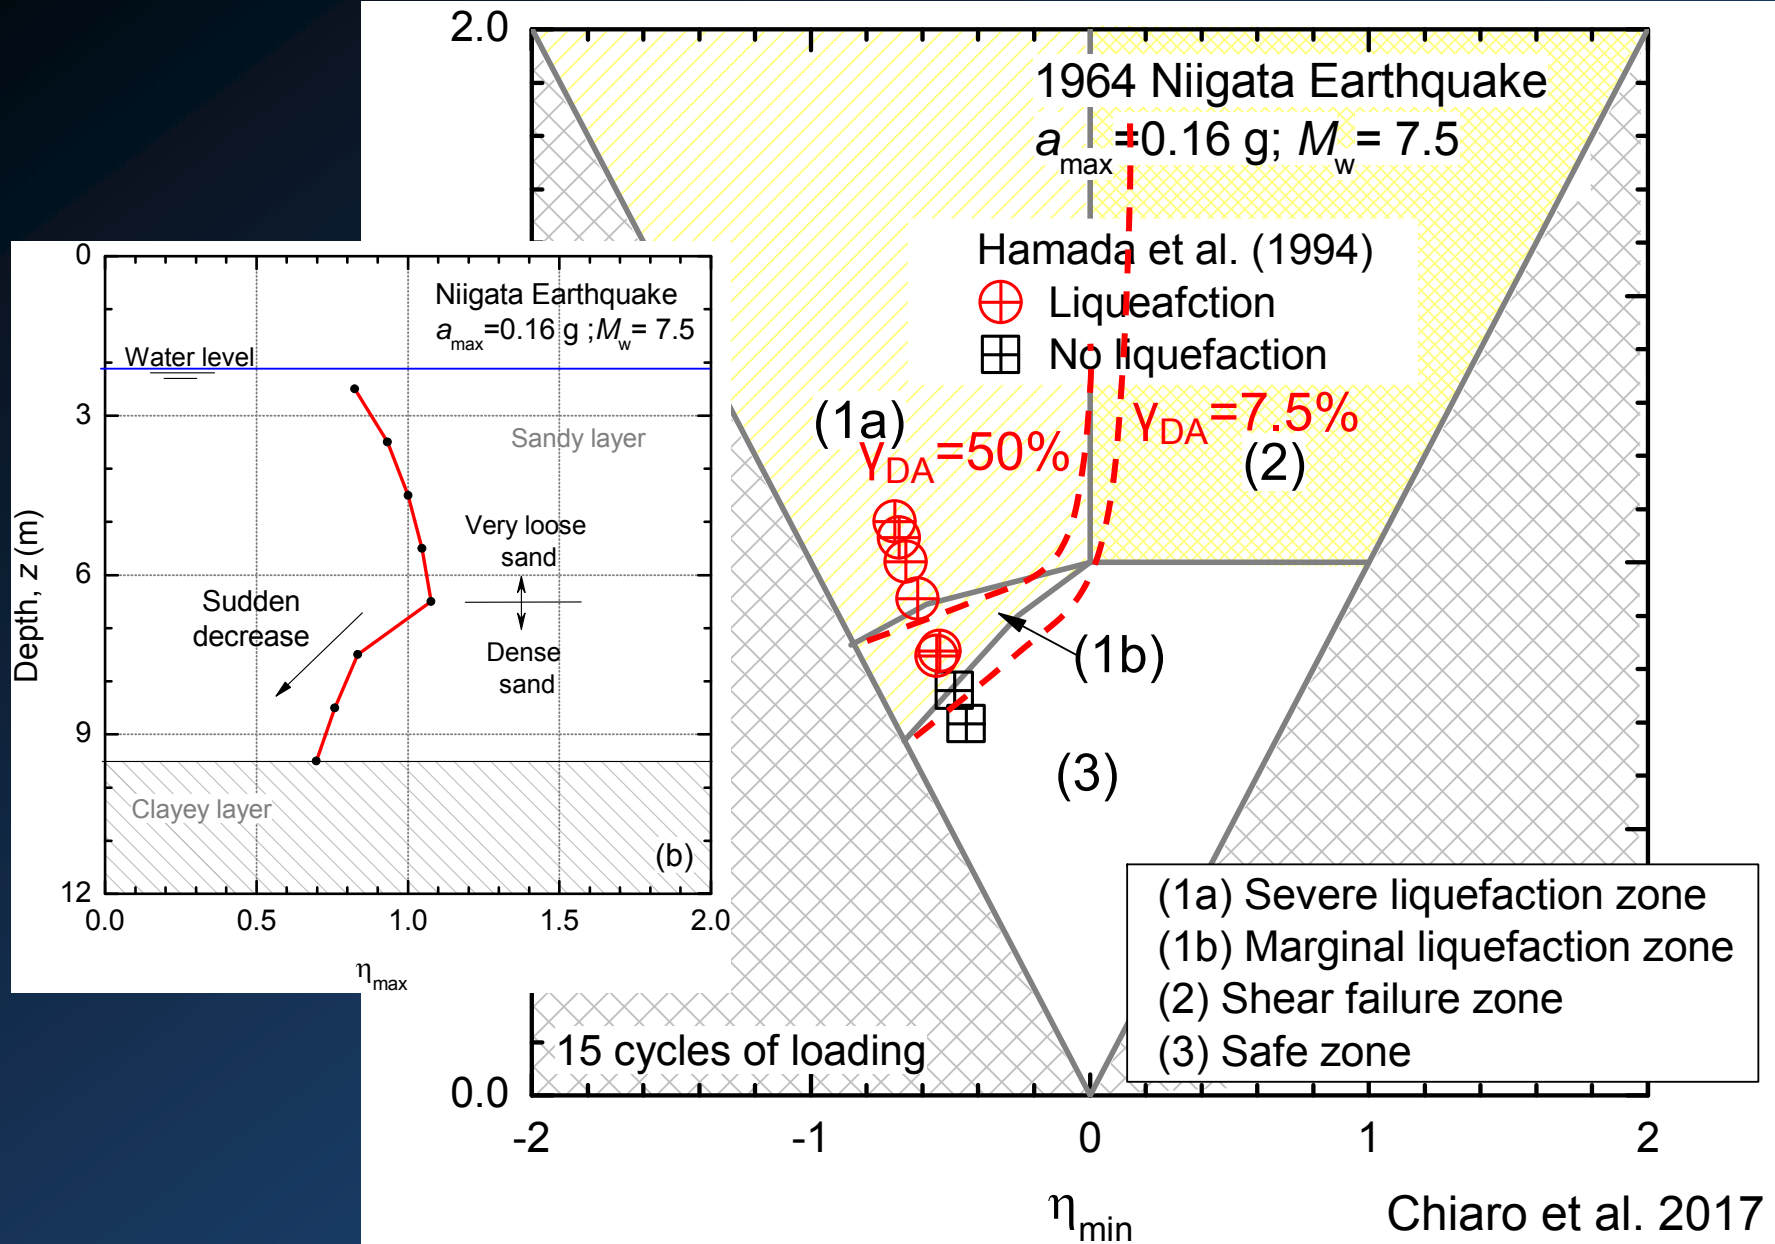 2.0
1964 Niigata Earthquake
amax=0.16 g; Mw= 7.5
Hamada et al. (1994)
Liqueafction
No liquefaction
(1a)
γDA=50%
γDA=7.5%
(2)
(1b)
(3)
(1a) Severe liquefaction zone
(1b) Marginal liquefaction zone
(2) Shear failure zone
(3) Safe zone
15 cycles of loading
0.0
-2 -1 0 1 2
ηmin
Chiaro et al. 2017
0
3
6
9
12
Depth, z (m)
Niigata Earthquake
amax=0.16 g ;Mw= 7.5
Water level
Sandy layer
Very loose
sand
Sudden
decrease
Dense
sand
Clayey layer
(b)
0.0 0.5 1.0 1.5 2.0
ηmax